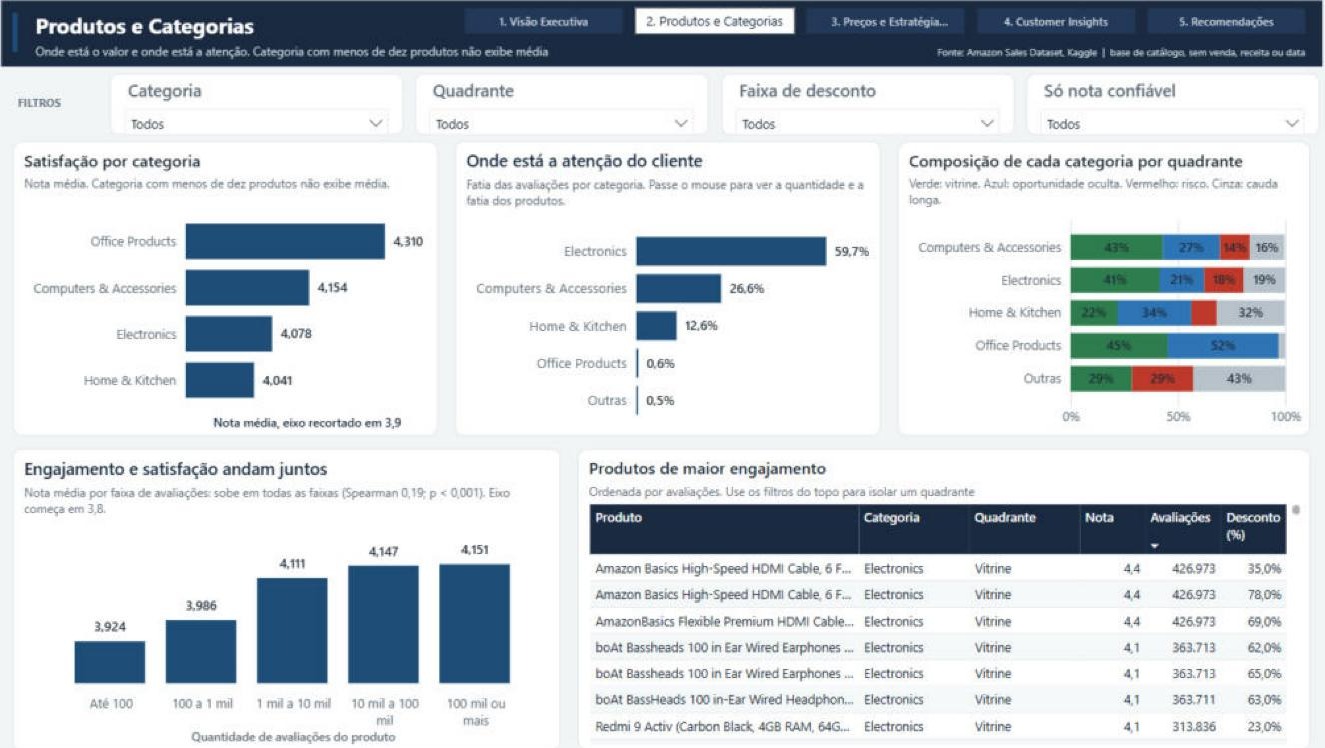 Produtos e Categorias
1. Visão Executiva
2. Produtos e Categorias
3. Preços e Estratégia...
4. Customer Insights
5. Recomendações
Onde está o valor e onde está a atenção. Categoria com menos de dez produtos não exibe média
Fonte: Amazon Sales Dataset, Kaggle | base de catálogo, sem venda, receita ou data
FILTROS
Categoria
Todos
Quadrante
Todos
Faixa de desconto
Todos
Só nota confiável
Todos
Satisfação por categoria
Nota média. Categoria com menos de dez produtos não exibe média.
Office Products 4,310
Computers & Accessories 4,154
Electronics 4,078
Home & Kitchen 4,041
Nota média, eixo recortado em 3,9
Onde está a atenção do cliente
Fatia das avaliações por categoria. Passe o mouse para ver a quantidade e a
fatia dos produtos.
Electronics 59,7%
Computers & Accessories 26,6%
Home & Kitchen 12,6%
Office Products 0,6%
Outras 0,5%
Composição de cada categoria por quadrante
Verde: vitrine. Azul: oportunidade oculta. Vermelho: risco. Cinza: cauda
longa.
Computers & Accessories 43% 27% 14% 16%
Electronics 41% 21% 18% 19%
Home & Kitchen 22% 34% 32%
Office Products 45% 52%
Outras 29% 29% 43%
0% 50% 100%
Engajamento e satisfação andam juntos
Nota média por faixa de avaliações: sobe em todas as faixas (Spearman 0,19; p < 0,001). Eixo
começa em 3,8.
3,924 3,986 4,111 4,147 4,151
Até 100
100 a 1 mil
1 mil a 10 mil
10 mil a 100
mil
100 mil ou
mais
Quantidade de avaliações do produto
Produtos de maior engajamento
Ordenada por avaliações. Use os filtros do topo para isolar um quadrante
Produto Categoria Quadrante Nota Avaliações Desconto
(%)
Amazon Basics High-Speed HDMI Cable, 6 F... Electronics Vitrine 4,4 426.973 35,0%
Amazon Basics High-Speed HDMI Cable, 6 F... Electronics Vitrine 4,4 426.973 78,0%
AmazonBasics Flexible Premium HDMI Cable... Electronics Vitrine 4,4 426.973 69,0%
boAt Bassheads 100 in Ear Wired Earphones ... Electronics Vitrine 4,1 363.713 62,0%
boAt Bassheads 100 in Ear Wired Earphones ... Electronics Vitrine 4,1 363.713 65,0%
boAt BassHeads 100 in-Ear Wired Headphon... Electronics Vitrine 4,1 363.711 63,0%
Redmi 9 Activ (Carbon Black, 4GB RAM, 64G... Electronics Vitrine 4,1 313.836 23,0%